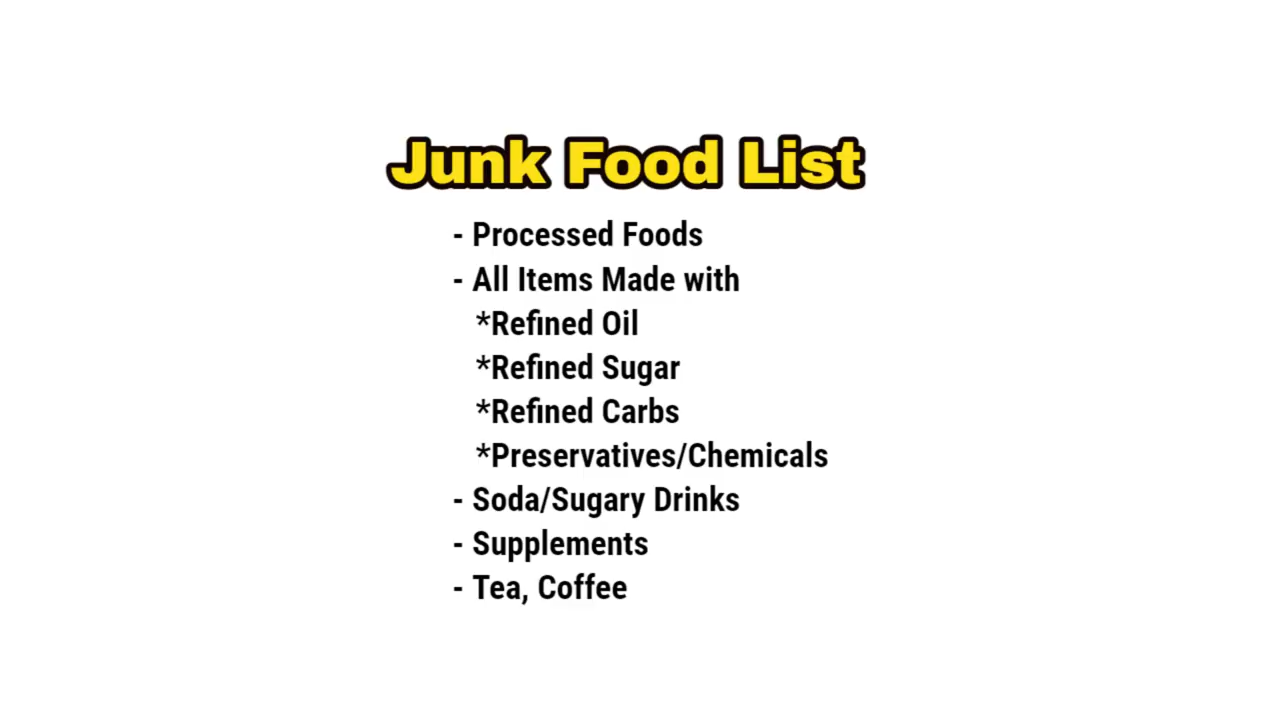 Junk Food List
- Processed Foods
- All Items Made with
*Refined Oil
*Refined Sugar
*Refined Carbs
*Preservatives/Chemicals
- Soda/Sugary Drinks
- Supplements
- Tea, Coffee